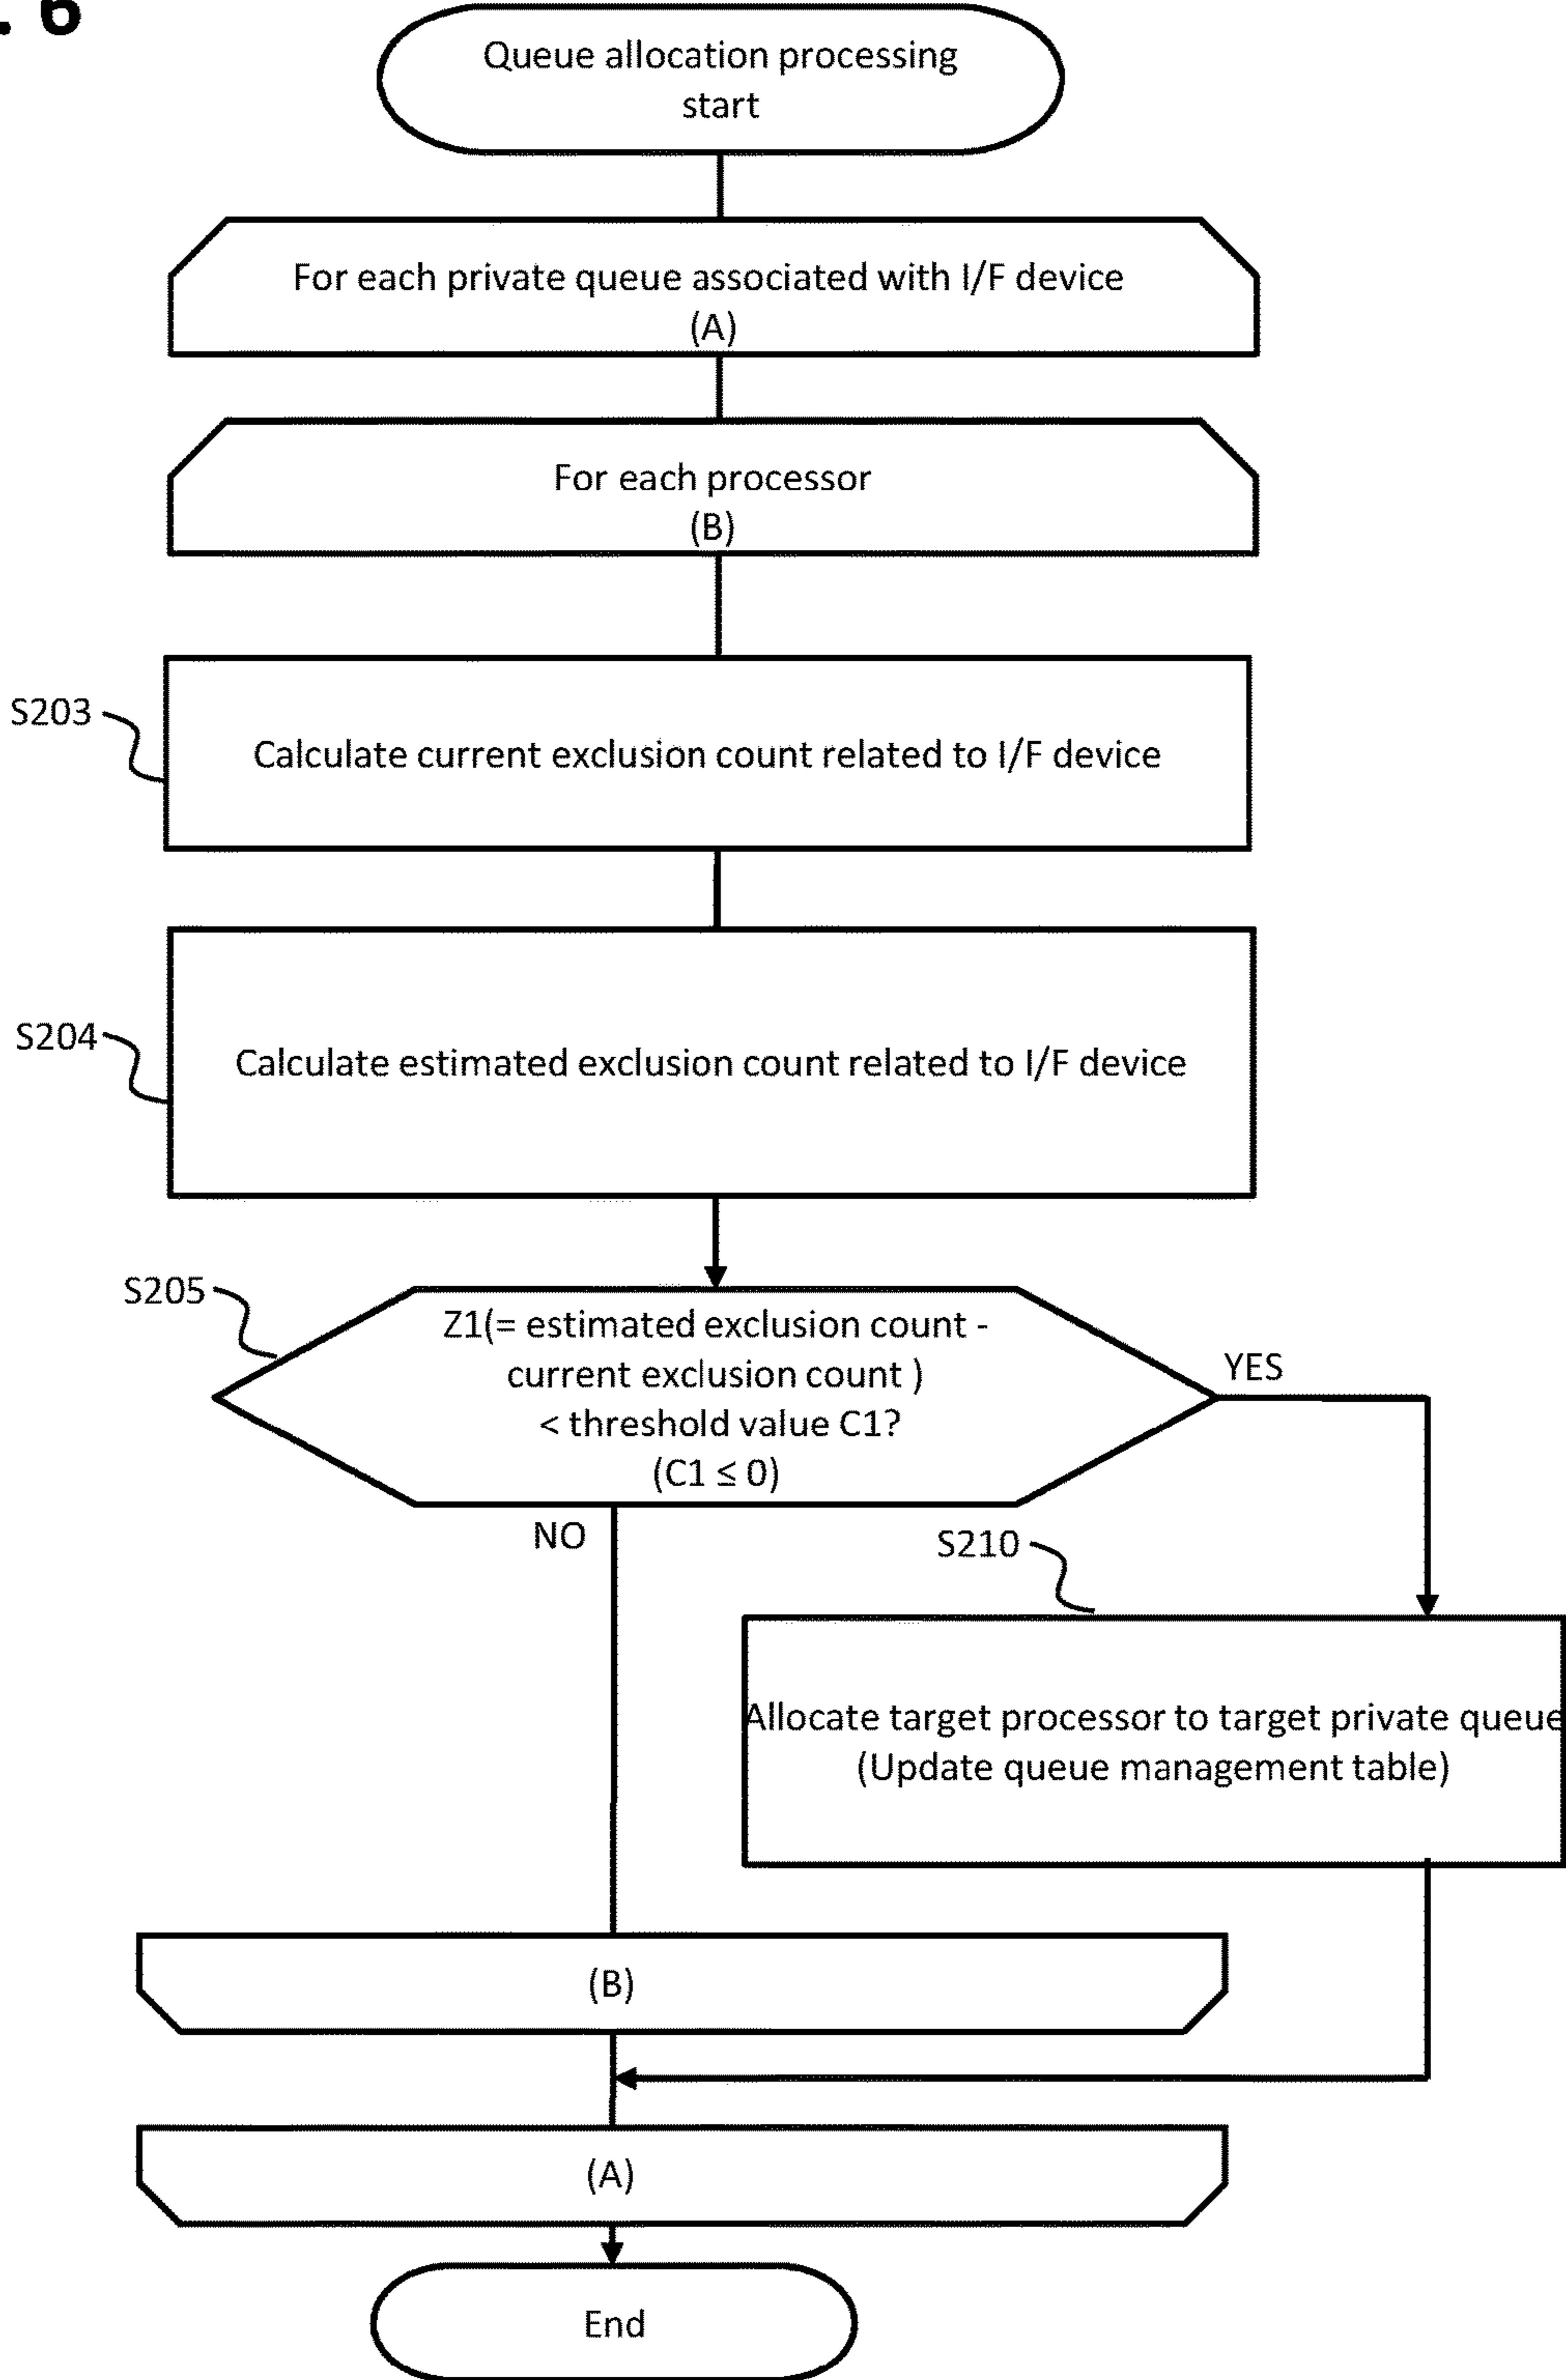 . 6
Queue allocation processing
start
For each private queue associated with I/F device
(A)
For each processor
(B)
S203
Calculate current exclusion count related to I/F device
S204
Calculate estimated exclusion count related to I/F device
S205
Z1(= estimated exclusion count -
current exclusion count )
< threshold value C1?
(C1 ≤ 0)
YES
NO
S210
Allocate target processor to target private queue
(Update queue management table)
(B)
(A)
End